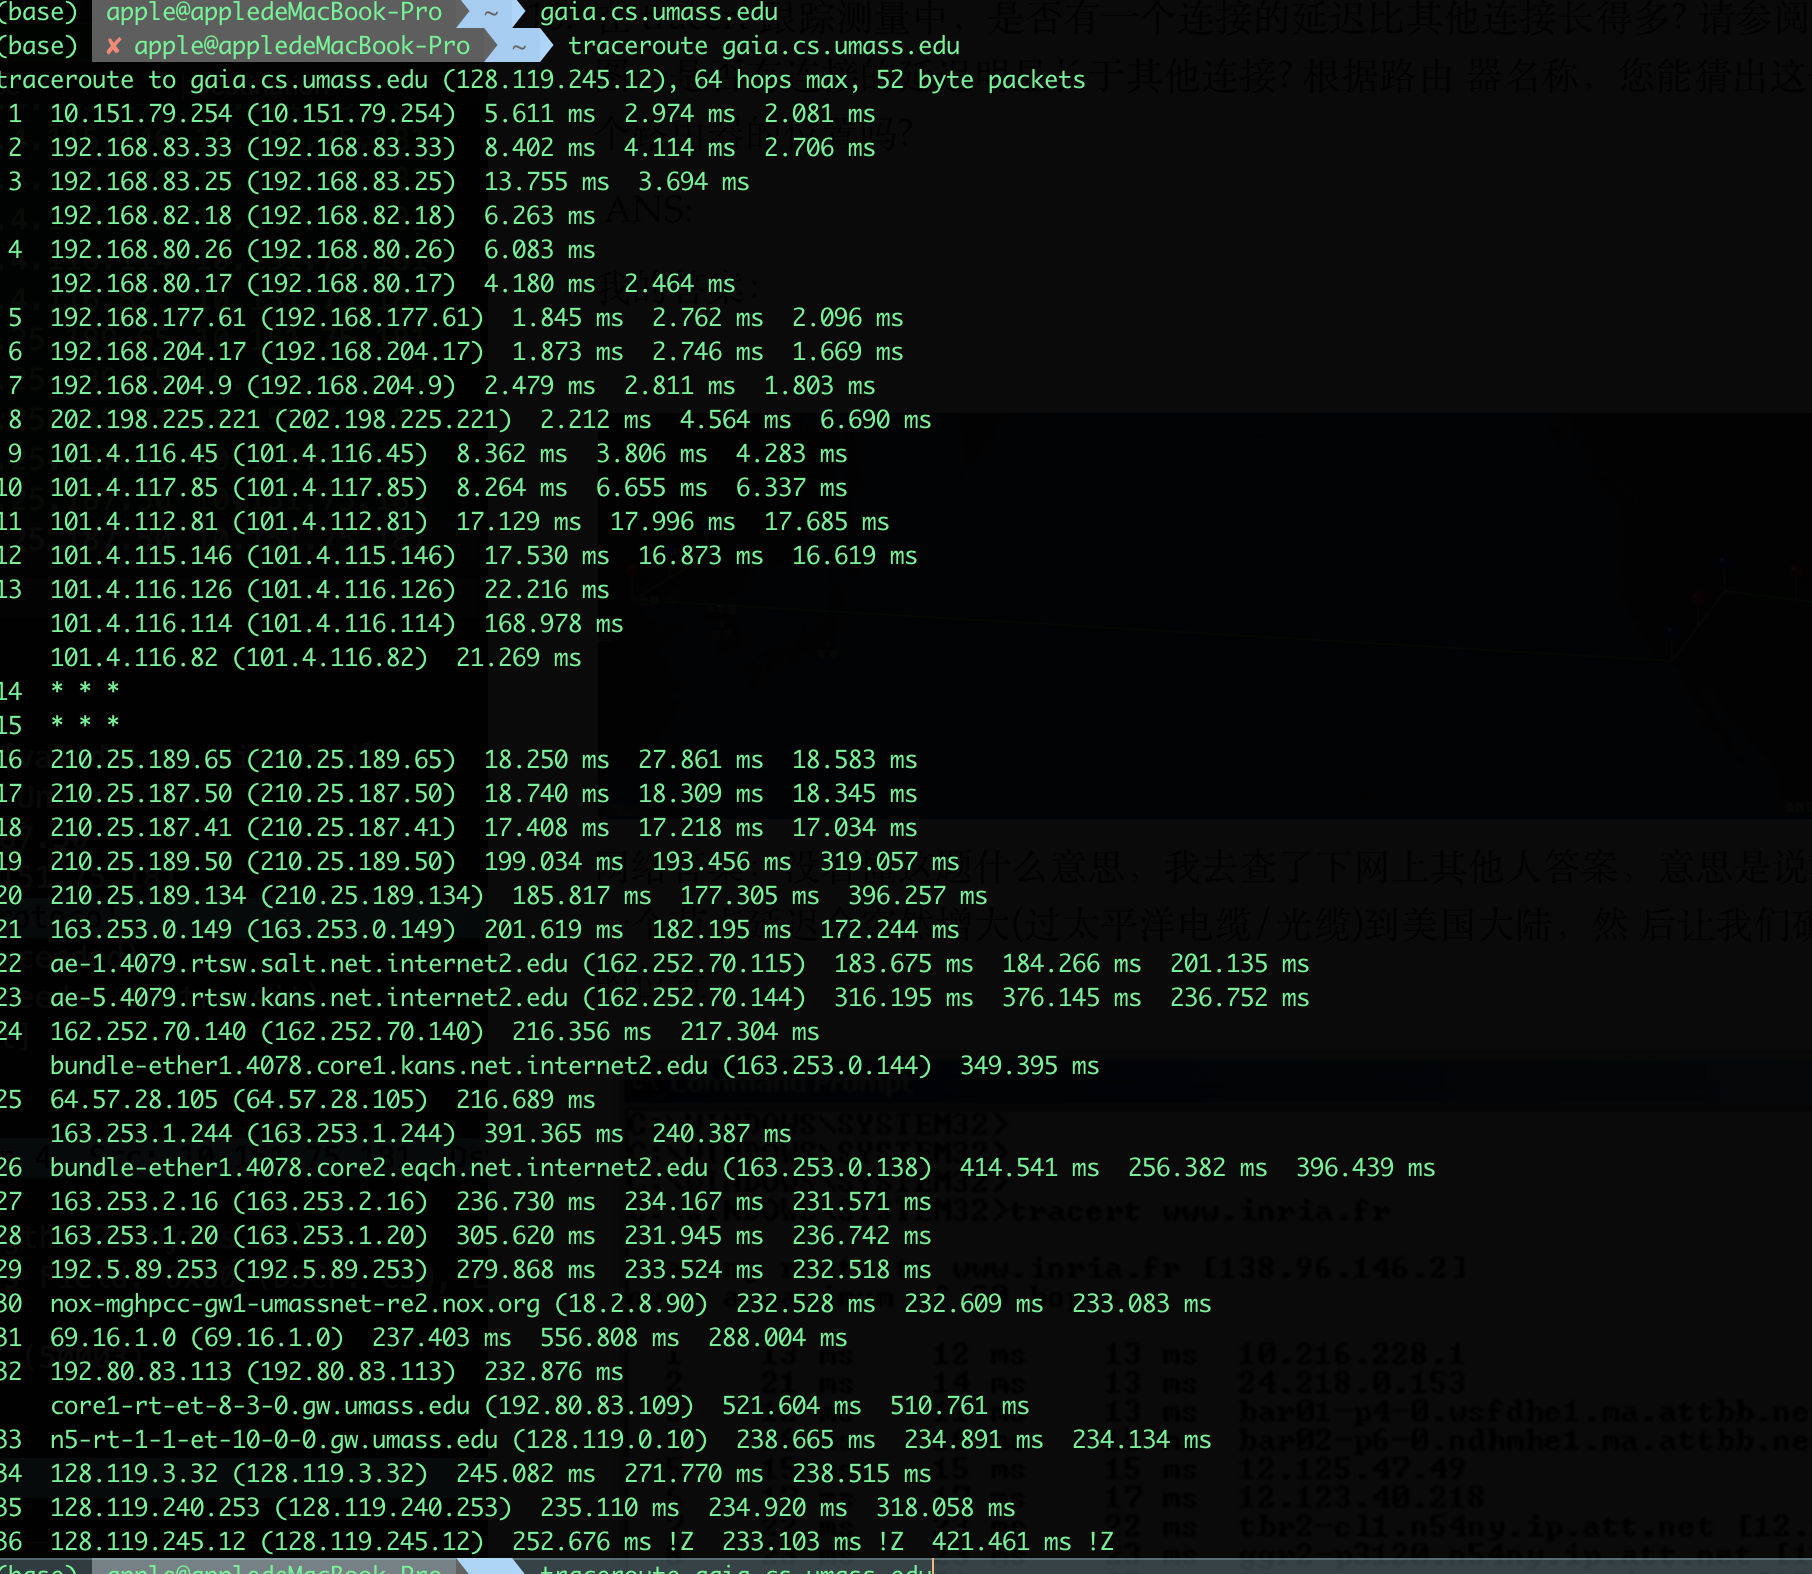 (base) apple@appledeMacBook-Pro ~ gaia.cs.umass.edu
(base) ✘ apple@appledeMacBook-Pro ~ traceroute gaia.cs.umass.edu
traceroute to gaia.cs.umass.edu (128.119.245.12), 64 hops max, 52 byte packets
1 10.151.79.254 (10.151.79.254) 5.611 ms 2.974 ms 2.081 ms
2 192.168.83.33 (192.168.83.33) 8.402 ms 4.114 ms 2.706 ms
3 192.168.83.25 (192.168.83.25) 13.755 ms 3.694 ms
192.168.82.18 (192.168.82.18) 6.263 ms
4 192.168.80.26 (192.168.80.26) 6.083 ms
192.168.80.17 (192.168.80.17) 4.180 ms 2.464 ms
5 192.168.177.61 (192.168.177.61) 1.845 ms 2.762 ms 2.096 ms
6 192.168.204.17 (192.168.204.17) 1.873 ms 2.746 ms 1.669 ms
7 192.168.204.9 (192.168.204.9) 2.479 ms 2.811 ms 1.803 ms
8 202.198.225.221 (202.198.225.221) 2.212 ms 4.564 ms 6.690 ms
9 101.4.116.45 (101.4.116.45) 8.362 ms 3.806 ms 4.283 ms
10 101.4.117.85 (101.4.117.85) 8.264 ms 6.655 ms 6.337 ms
11 101.4.112.81 (101.4.112.81) 17.129 ms 17.996 ms 17.685 ms
12 101.4.115.146 (101.4.115.146) 17.530 ms 16.873 ms 16.619 ms
13 101.4.116.126 (101.4.116.126) 22.216 ms
101.4.116.114 (101.4.116.114) 168.978 ms
101.4.116.82 (101.4.116.82) 21.269 ms
14 * * *
15 * * *
16 210.25.189.65 (210.25.189.65) 18.250 ms 27.861 ms 18.583 ms
17 210.25.187.50 (210.25.187.50) 18.740 ms 18.309 ms 18.345 ms
18 210.25.187.41 (210.25.187.41) 17.408 ms 17.218 ms 17.034 ms
19 210.25.189.50 (210.25.189.50) 199.034 ms 193.456 ms 319.057 ms
20 210.25.189.134 (210.25.189.134) 185.817 ms 177.305 ms 396.257 ms
21 163.253.0.149 (163.253.0.149) 201.619 ms 182.195 ms 172.244 ms
22 ae-1.4079.rtsw.salt.net.internet2.edu (162.252.70.115) 183.675 ms 184.266 ms 201.135 ms
23 ae-5.4079.rtsw.kans.net.internet2.edu (162.252.70.144) 316.195 ms 376.145 ms 236.752 ms
24 162.252.70.140 (162.252.70.140) 216.356 ms 217.304 ms
bundle-ether1.4078.core1.kans.net.internet2.edu (163.253.0.144) 349.395 ms
25 64.57.28.105 (64.57.28.105) 216.689 ms
163.253.1.244 (163.253.1.244) 391.365 ms 240.387 ms
26 bundle-ether1.4078.core2.eqch.net.internet2.edu (163.253.0.138) 414.541 ms 256.382 ms 396.439 ms
27 163.253.2.16 (163.253.2.16) 236.730 ms 234.167 ms 231.571 ms
28 163.253.1.20 (163.253.1.20) 305.620 ms 231.945 ms 236.742 ms
29 192.5.89.253 (192.5.89.253) 279.868 ms 233.524 ms 232.518 ms
30 nox-mghpcc-gw1-umassnet-re2.nox.org (18.2.8.90) 232.528 ms 232.609 ms 233.083 ms
31 69.16.1.0 (69.16.1.0) 237.403 ms 556.808 ms 288.004 ms
32 192.80.83.113 (192.80.83.113) 232.876 ms
core1-rt-et-8-3-0.gw.umass.edu (192.80.83.109) 521.604 ms 510.761 ms
33 n5-rt-1-1-et-10-0-0.gw.umass.edu (128.119.0.10) 238.665 ms 234.891 ms 234.134 ms
34 128.119.3.32 (128.119.3.32) 245.082 ms 271.770 ms 238.515 ms
35 128.119.240.253 (128.119.240.253) 235.110 ms 234.920 ms 318.058 ms
36 128.119.245.12 (128.119.245.12) 252.676 ms !Z 233.103 ms !Z 421.461 ms !Z
(base) apple@appledeMacBook-Pro traceroute gaia.cs.umass.edu